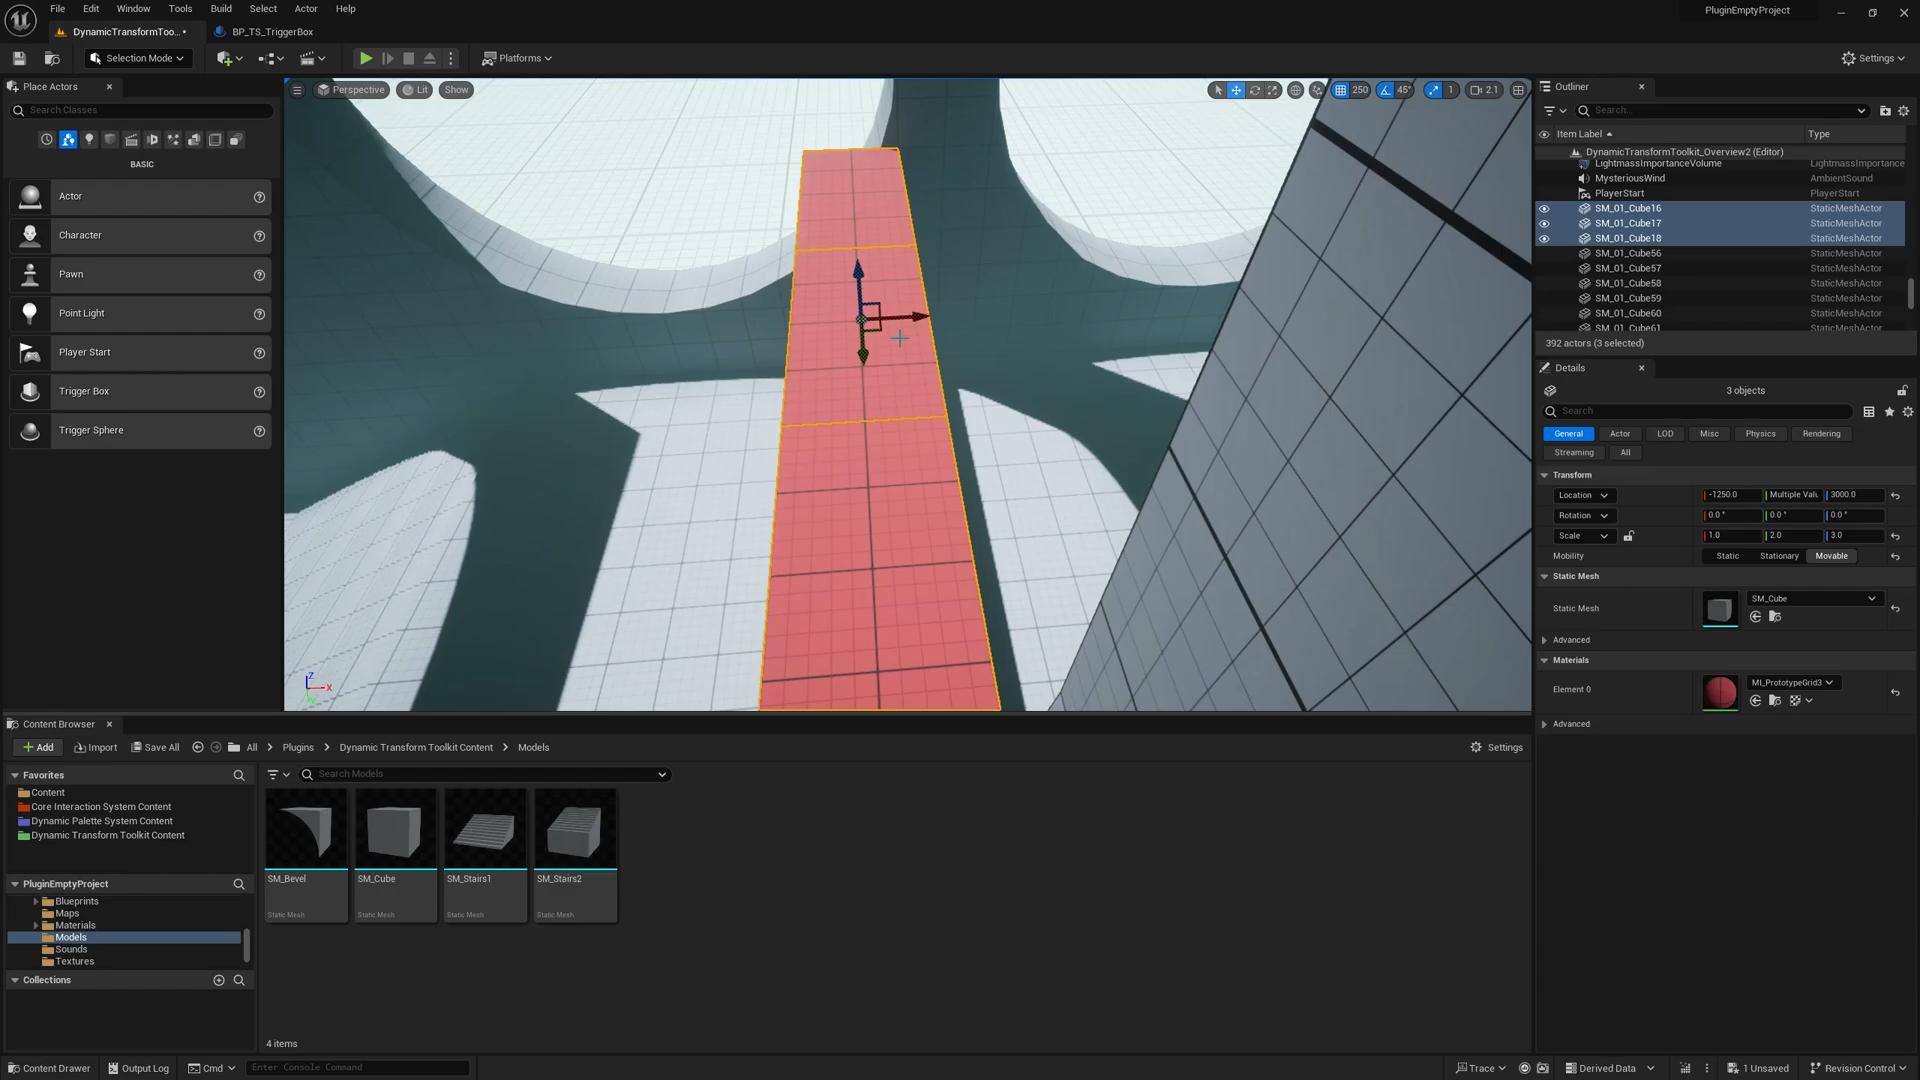 File Edit Window Tools Build Select Actor Help
PluginEmptyProject
DynamicTransformToo... •
BP_TS_TriggerBox
Selection Mode
Platforms
Settings
Place Actors
Search Classes
BASIC
Actor
Character
Pawn
Point Light
Player Start
Trigger Box
Trigger Sphere
Perspective Lit Show
250 45° 1 2.1
Z
X
Outliner
Search...
Item Label Type
DynamicTransformToolkit_Overview2 (Editor)
LightmassImportanceVolume LightmassImportance
MysteriousWind AmbientSound
PlayerStart PlayerStart
SM_01_Cube16 StaticMeshActor
SM_01_Cube17 StaticMeshActor
SM_01_Cube18 StaticMeshActor
SM_01_Cube56 StaticMeshActor
SM_01_Cube57 StaticMeshActor
SM_01_Cube58 StaticMeshActor
SM_01_Cube59 StaticMeshActor
SM_01_Cube60 StaticMeshActor
SM_01_Cube61 StaticMeshActor
392 actors (3 selected)
Details
3 objects
Search
General Actor LOD Misc Physics Rendering
Streaming All
Transform
Location -1250.0 Multiple Valu 3000.0
Rotation 0.0 ° 0.0 ° 0.0 °
Scale 1.0 2.0 3.0
Mobility Static Stationary Movable
Static Mesh
Static Mesh SM_Cube
Advanced
Materials
Element 0 MI_PrototypeGrid3
Advanced
Content Browser
Add Import Save All All Plugins Dynamic Transform Toolkit Content Models Settings
Favorites
Content
Core Interaction System Content
Dynamic Palette System Content
Dynamic Transform Toolkit Content
PluginEmptyProject
Blueprints
Maps
Materials
Models
Sounds
Textures
Collections
Search Models
SM_Bevel SM_Cube SM_Stairs1 SM_Stairs2
Static Mesh Static Mesh Static Mesh Static Mesh
4 items
Content Drawer Output Log Cmd Enter Console Command
Trace Derived Data 1 Unsaved Revision Control